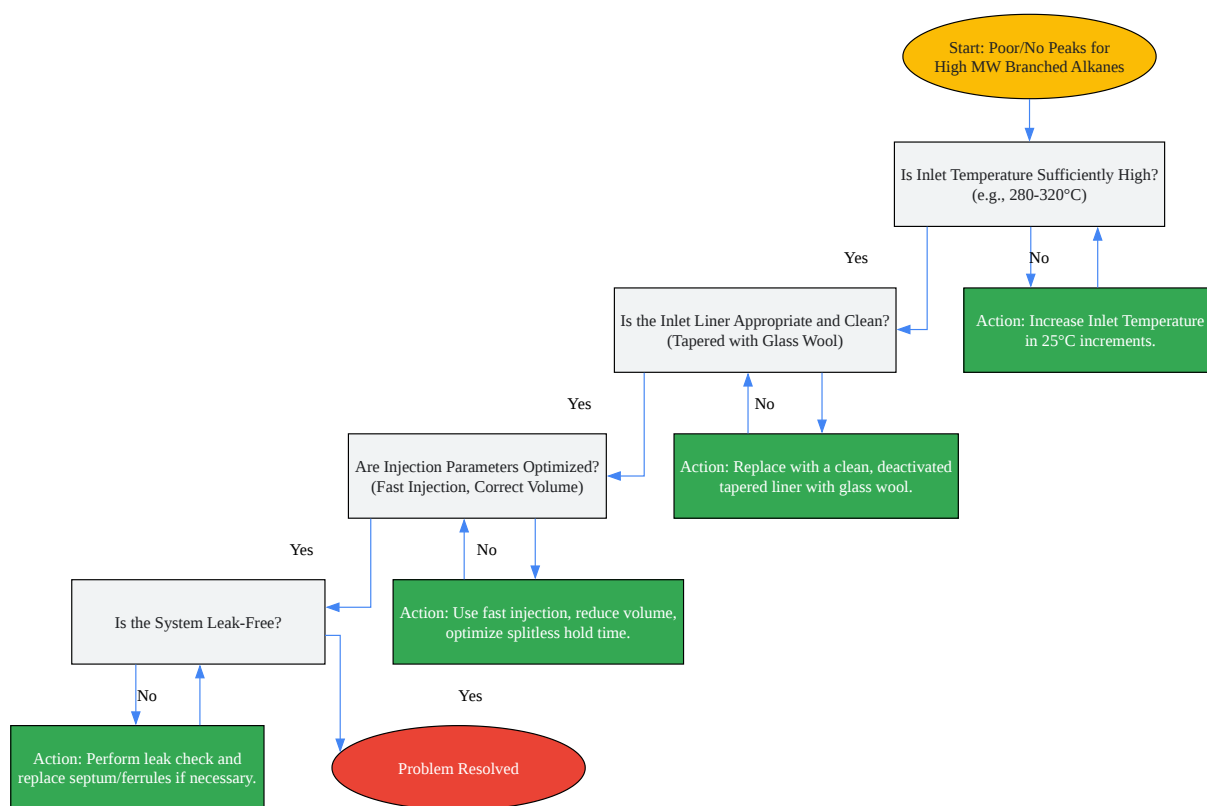 Start: Poor/No Peaks for
High MW Branched Alkanes
Is Inlet Temperature Sufficiently High?
(e.g., 280-320°C)
Yes
No
Is the Inlet Liner Appropriate and Clean?
(Tapered with Glass Wool)
Action: Increase Inlet Temperature
in 25°C increments.
Yes
No
Are Injection Parameters Optimized?
(Fast Injection, Correct Volume)
Action: Replace with a clean, deactivated
tapered liner with glass wool.
Yes
No
Is the System Leak-Free?
Action: Use fast injection, reduce volume,
optimize splitless hold time.
No
Yes
Action: Perform leak check and
replace septum/ferrules if necessary.
Problem Resolved